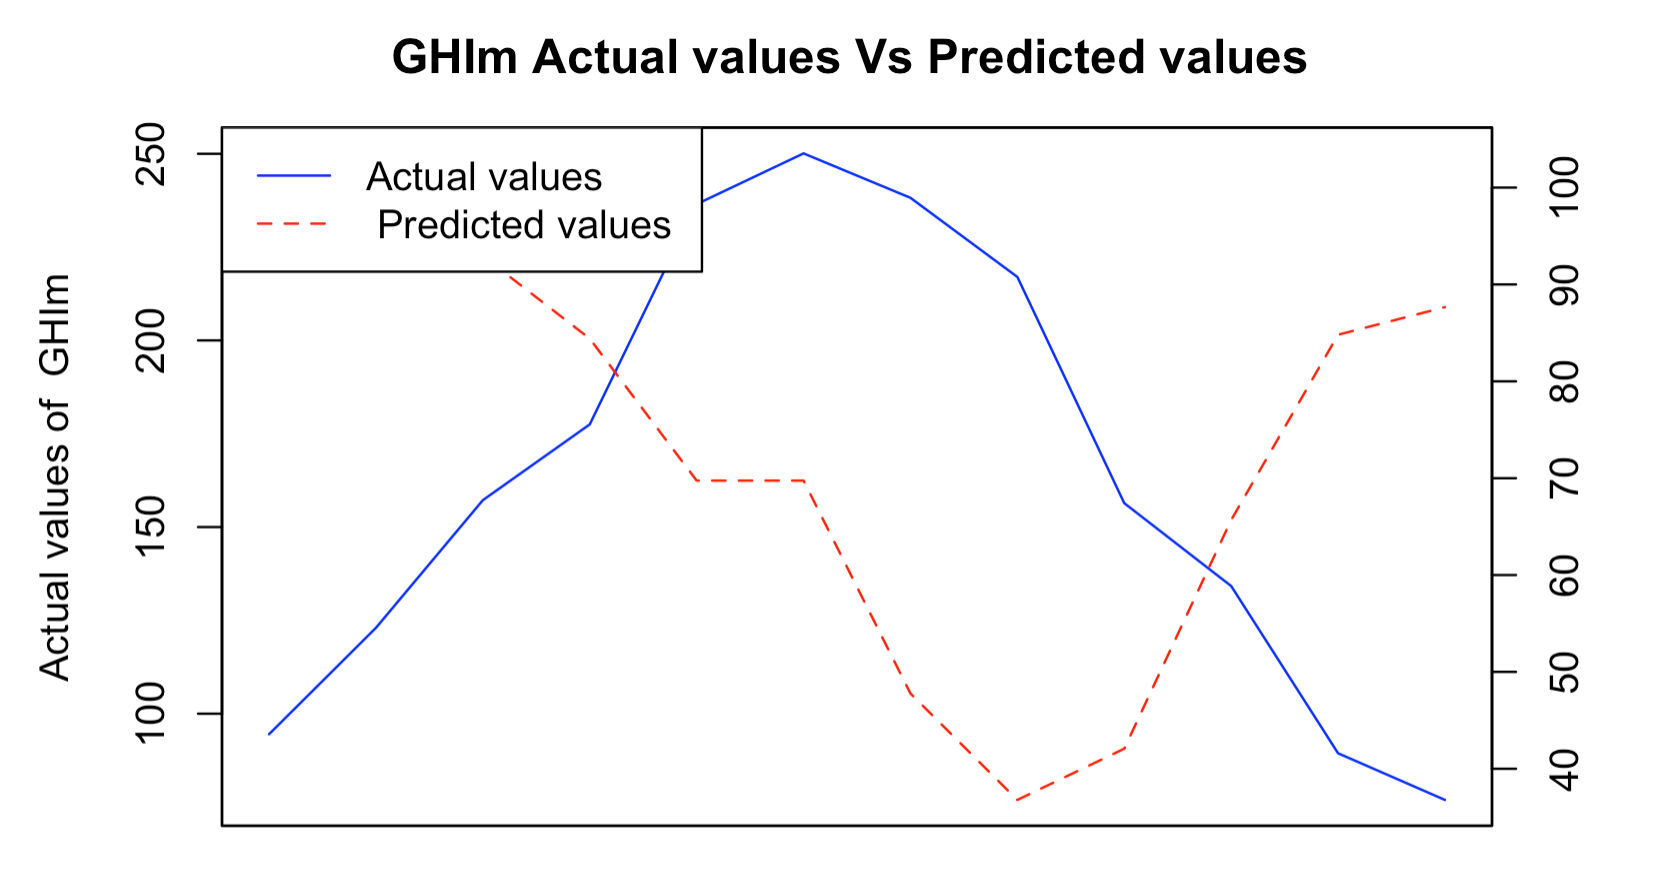 GHIm Actual values Vs Predicted values
Actual values
Predicted values
Actual values of  GHIm
250
200
150
100
100
90
80
70
60
50
40